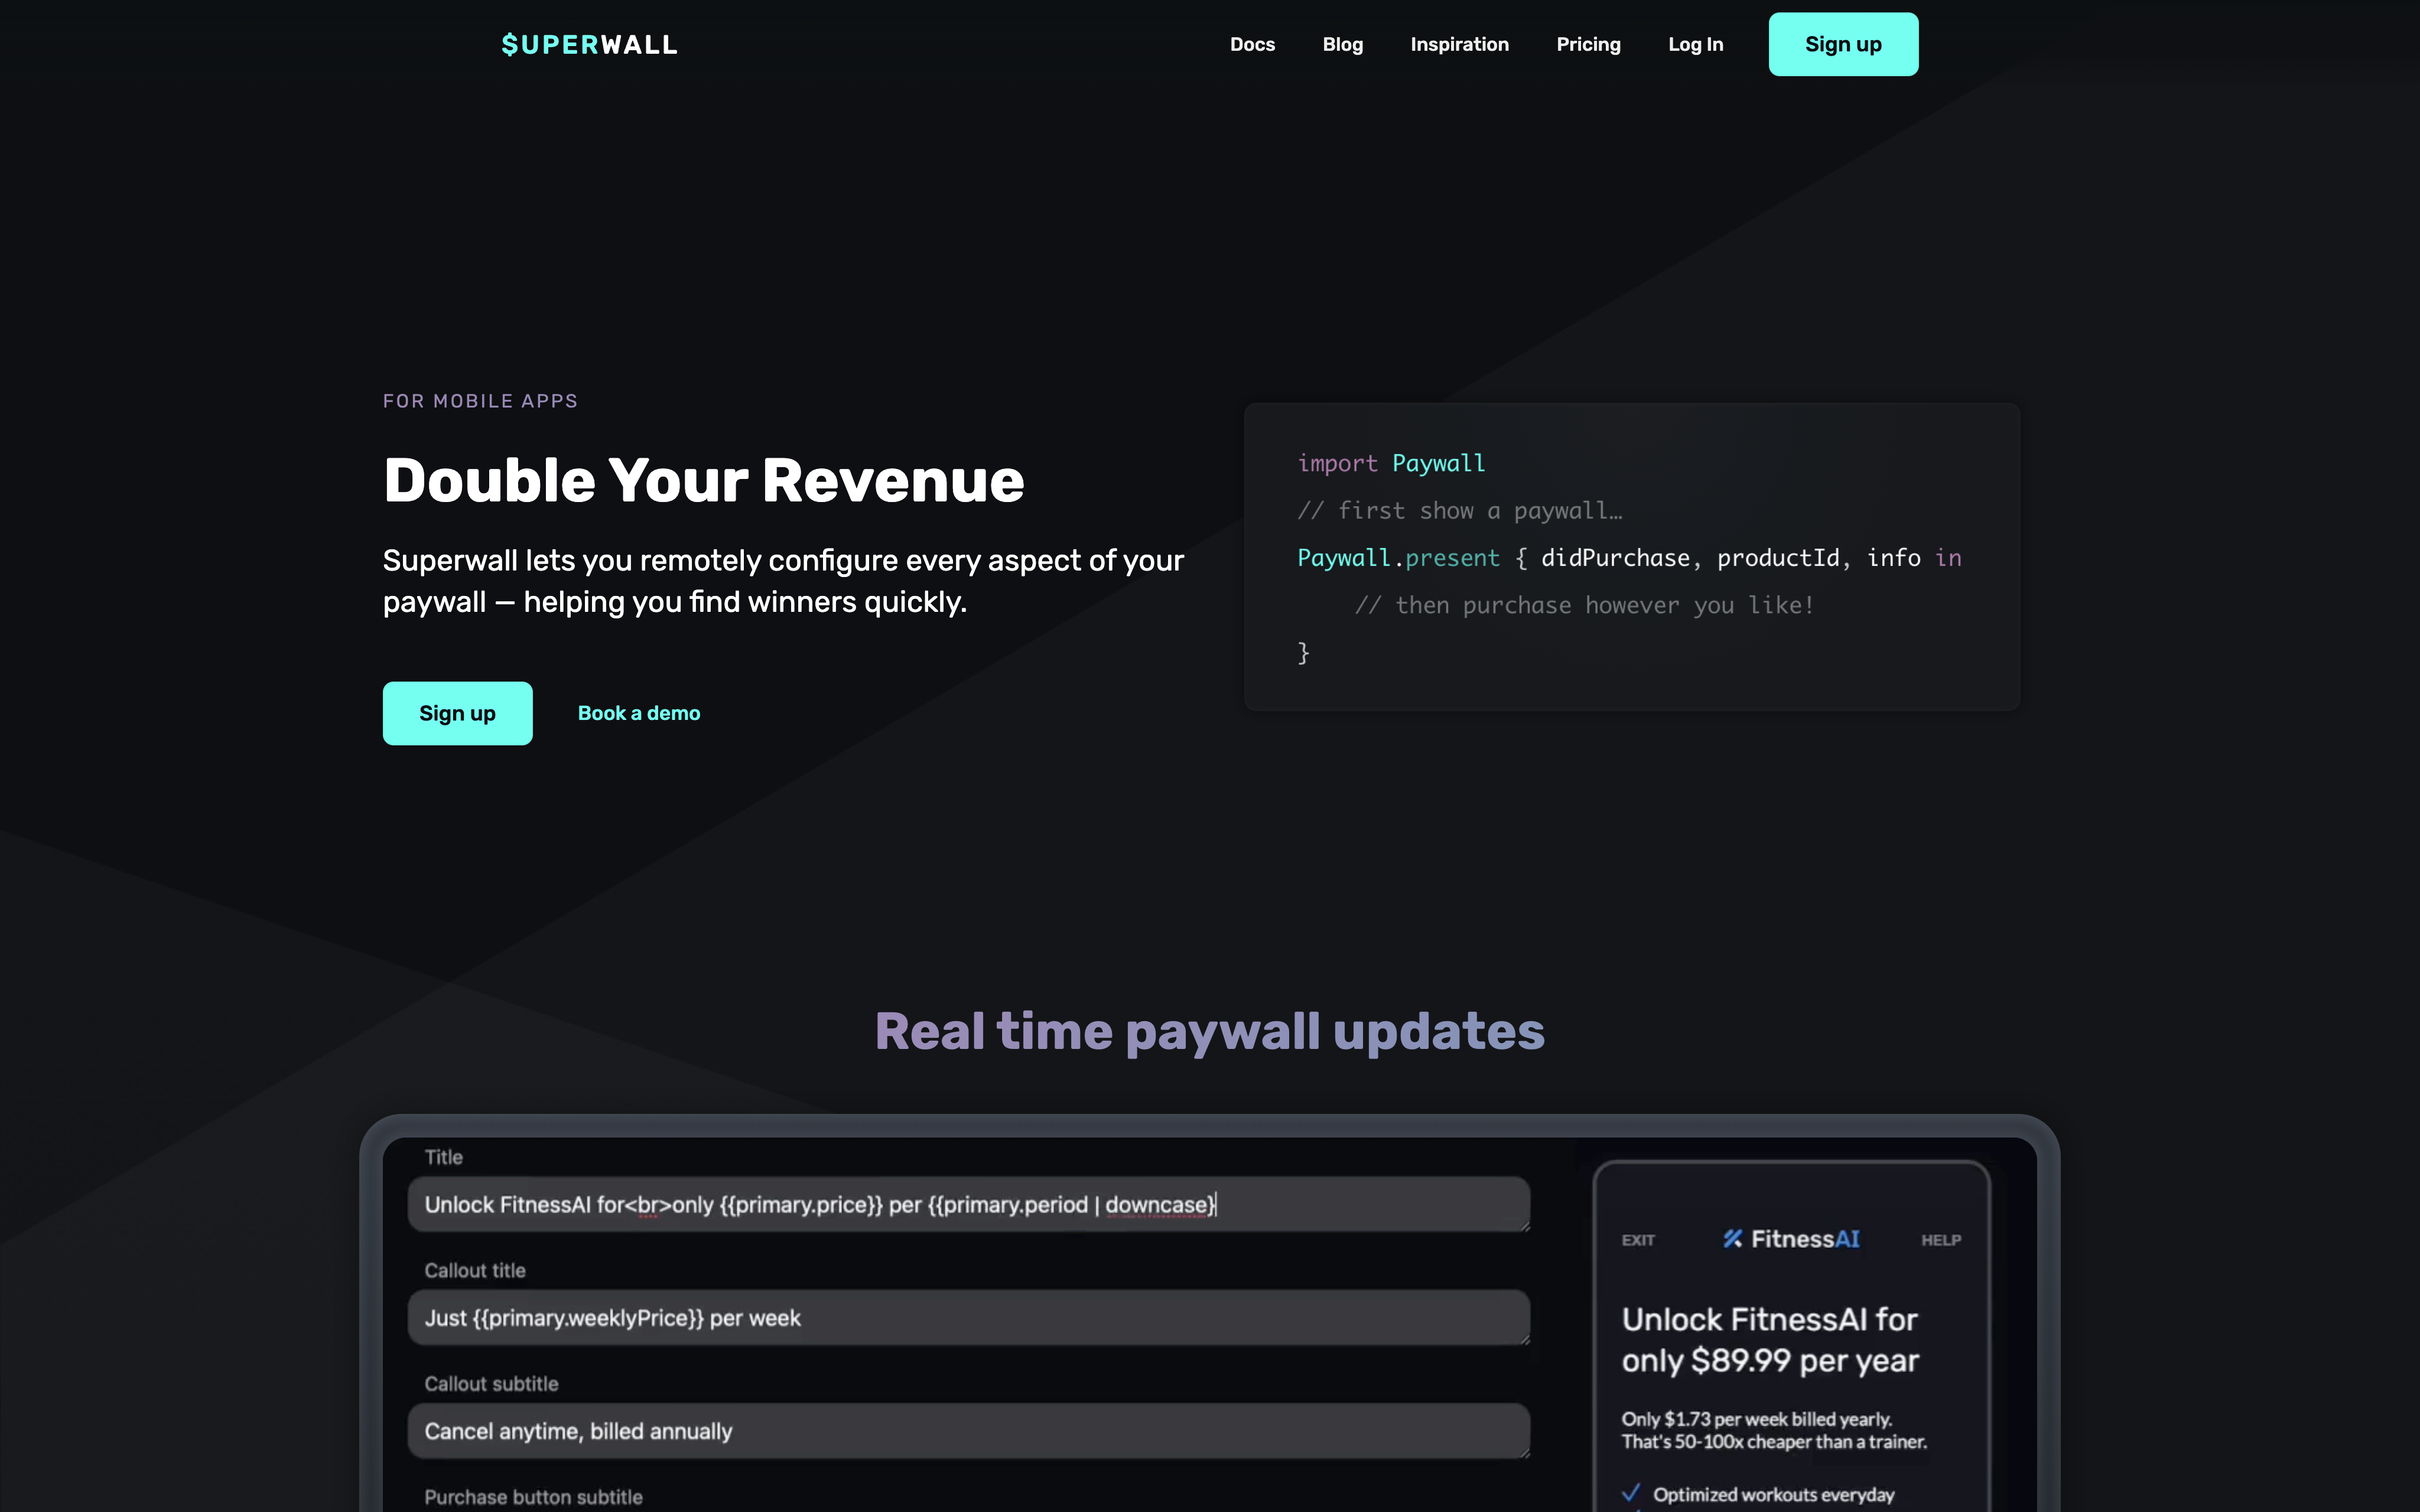 $UPERWALL
Docs
Blog
Inspiration
Pricing
Log In
Sign up
FOR MOBILE APPS
Double Your Revenue
Superwall lets you remotely configure every aspect of your
paywall — helping you find winners quickly.
Sign up
Book a demo
import Paywall
// first show a paywall…
Paywall.present { didPurchase, productId, info in
// then purchase however you like!
}
Real time paywall updates
Title
Unlock FitnessAI for<br>only {{primary.price}} per {{primary.period | downcase}
Callout title
Just {{primary.weeklyPrice}} per week
Callout subtitle
Cancel anytime, billed annually
Purchase button subtitle
EXIT
FitnessAI
HELP
Unlock FitnessAI for
only $89.99 per year
Only $1.73 per week billed yearly.
That's 50-100x cheaper than a trainer.
Optimized workouts everyday